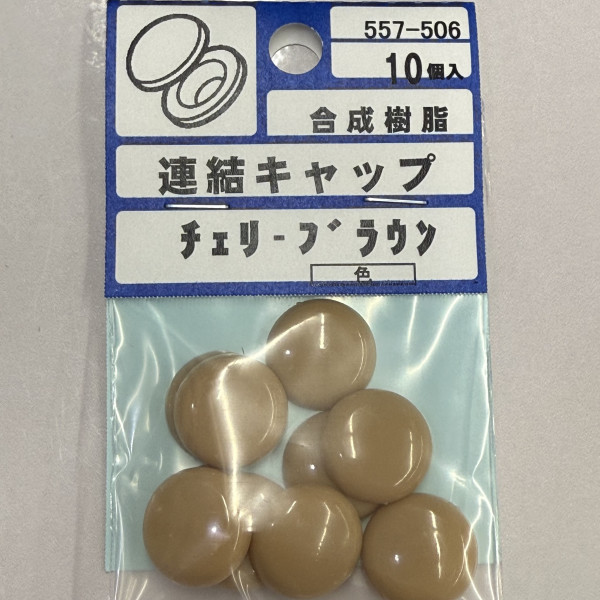 557-506
10個入
合成樹脂
連結キャップ
ﾁｪﾘｰﾌﾞﾗｳﾝ
色